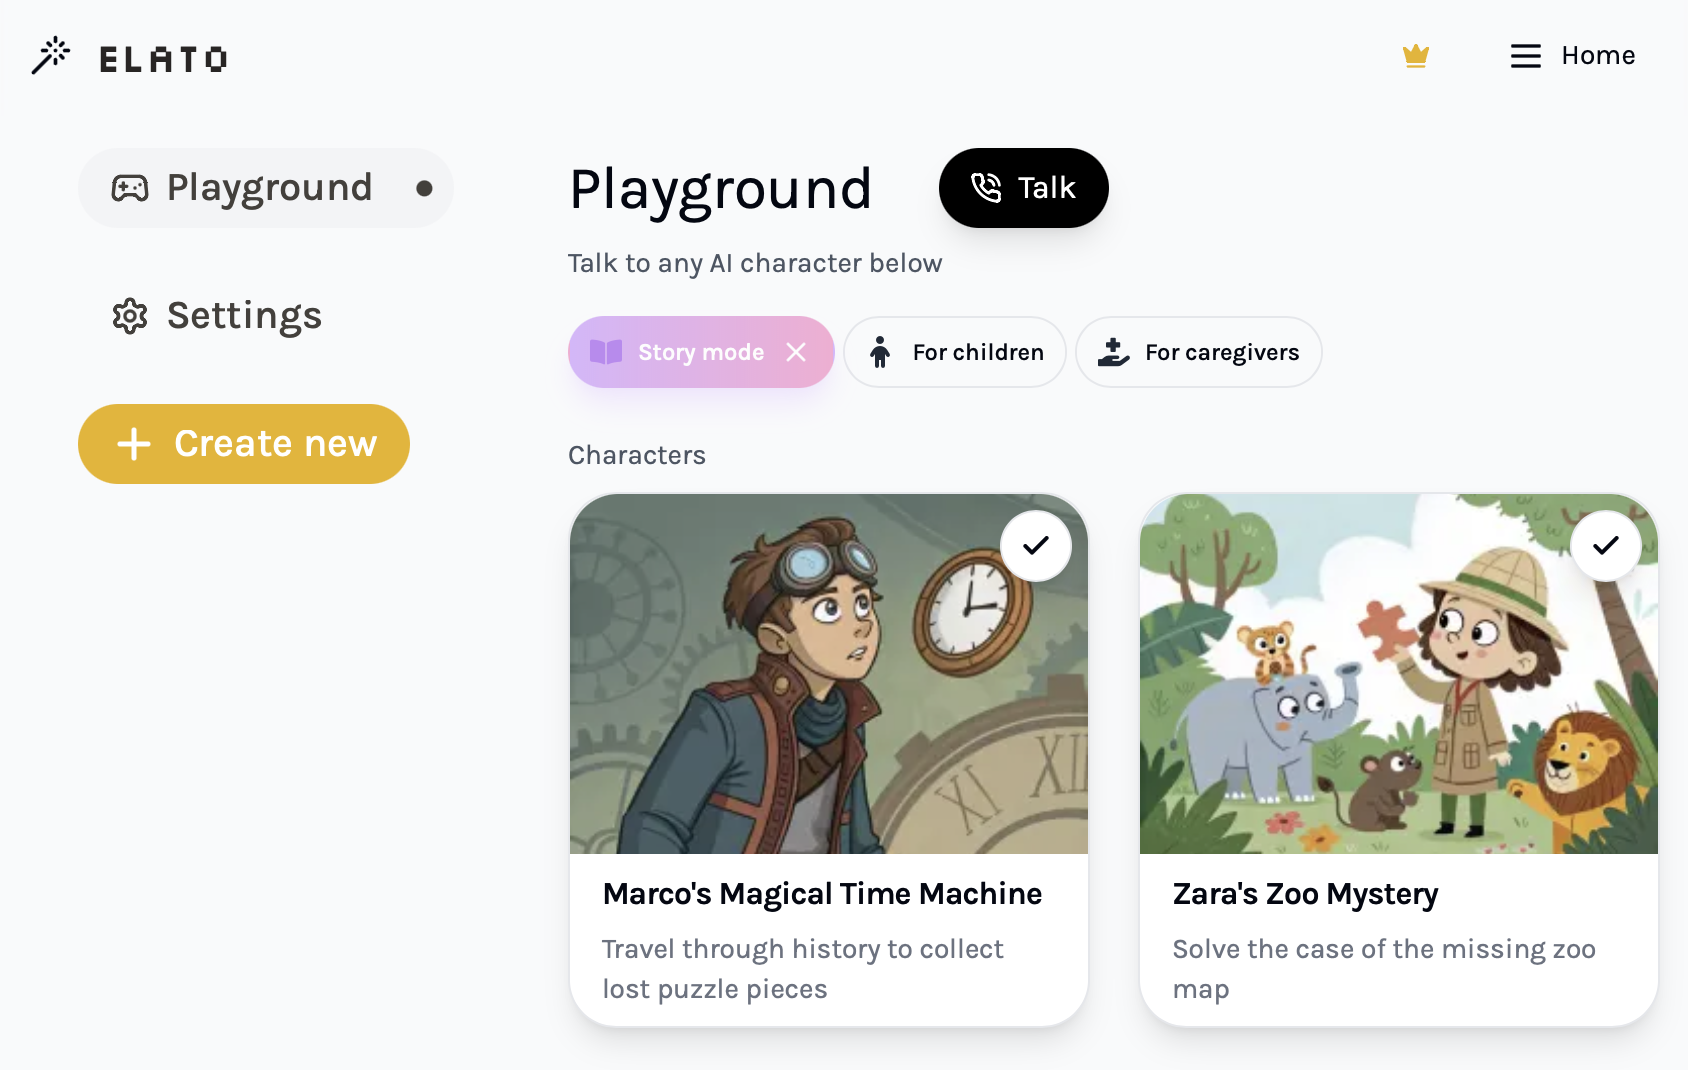 ELATO
Home
Playground
Settings
Create new
Playground
Talk
Talk to any AI character below
Story mode
For children
For caregivers
Characters
XI
XII
Marco's Magical Time Machine
Travel through history to collect
lost puzzle pieces
Zara's Zoo Mystery
Solve the case of the missing zoo
map